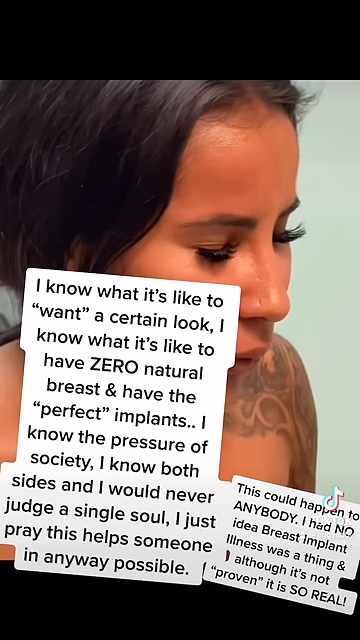 I know what it's like to
“want” a certain look, I
know what it's like to
have ZERO natural
breast & have the
“perfect” implants.. I
know the pressure of
society, I know both
sides and I would never
judge a single soul, I just
pray this helps someone
in anyway possible.
This could happen to
ANYBODY. I had NO
idea Breast implant
Illness was a thing &
although it's not
“proven” it is SO REAL!